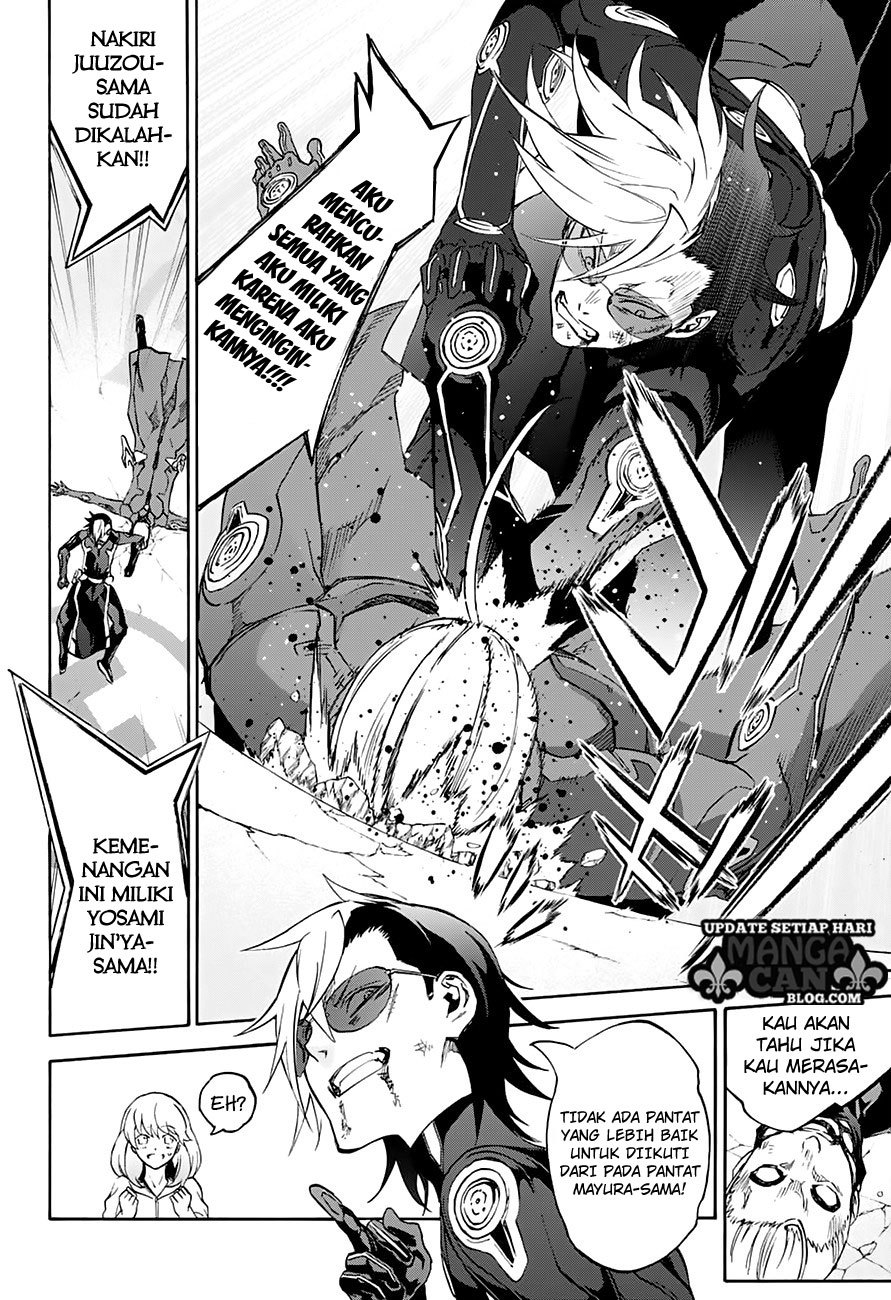 AKU
MENCU-
RAHKAN
SEMUA YANG
AKU MILIKI
KARENA AKU
MENGINGIN-
KANNYA!!!!
NAKIRI
JUUZOU-
SAMA
SUDAH
DIKALAH-
KAN!!
KEME-
NANGAN
INI MILIKI
YOSAMI
JIN'YA-
SAMA!!
UPDATE SETIAP HARI
MANGA
CAN
BLOG.COM
KAU AKAN
TAHU JIKA
KAU MERASA-
KANNYA...
TIDAK ADA PANTAT
YANG LEBIH BAIK
UNTUK DIIKUTI
DARI PADA PANTAT
MAYURA-SAMA!
EH?